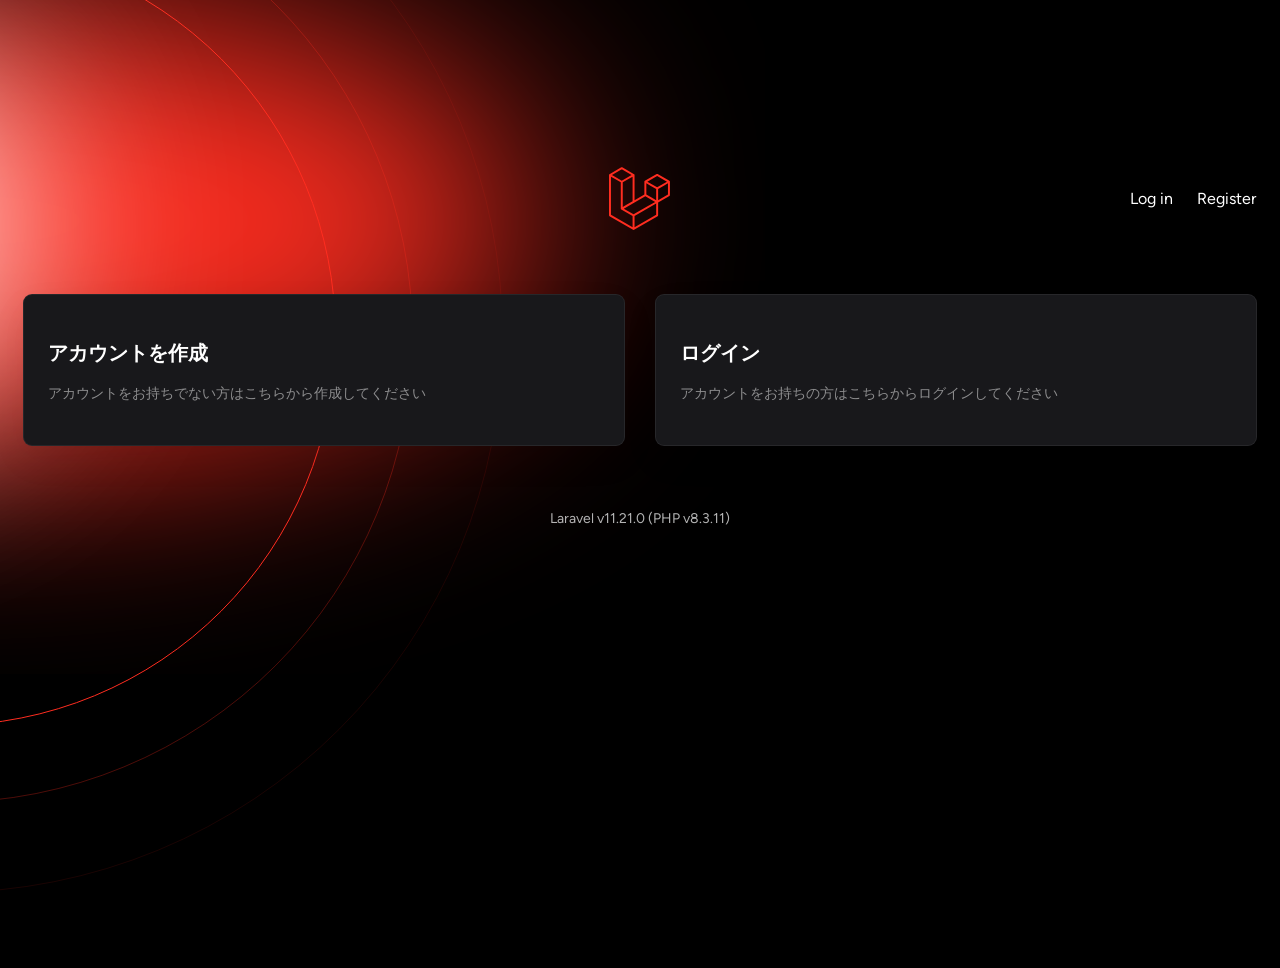 Log in
Register
アカウントを作成
アカウントをお持ちでない方はこちらから作成してください
ログイン
アカウントをお持ちの方はこちらからログインしてください
Laravel v11.21.0 (PHP v8.3.11)